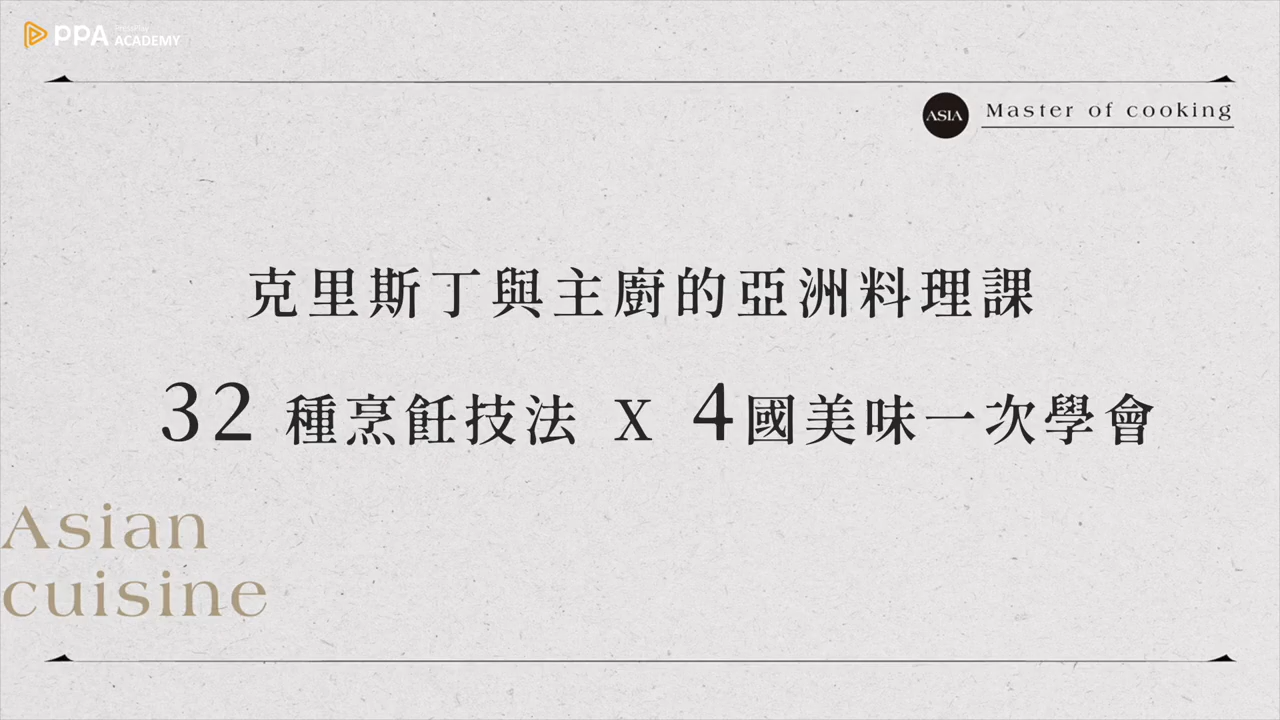 PPA
ACADEMY
ASIA
Master of cooking
克里斯丁與主廚的亞洲料理課
32 種烹飪技法 X 4國美味一次學會
Asian
cuisine